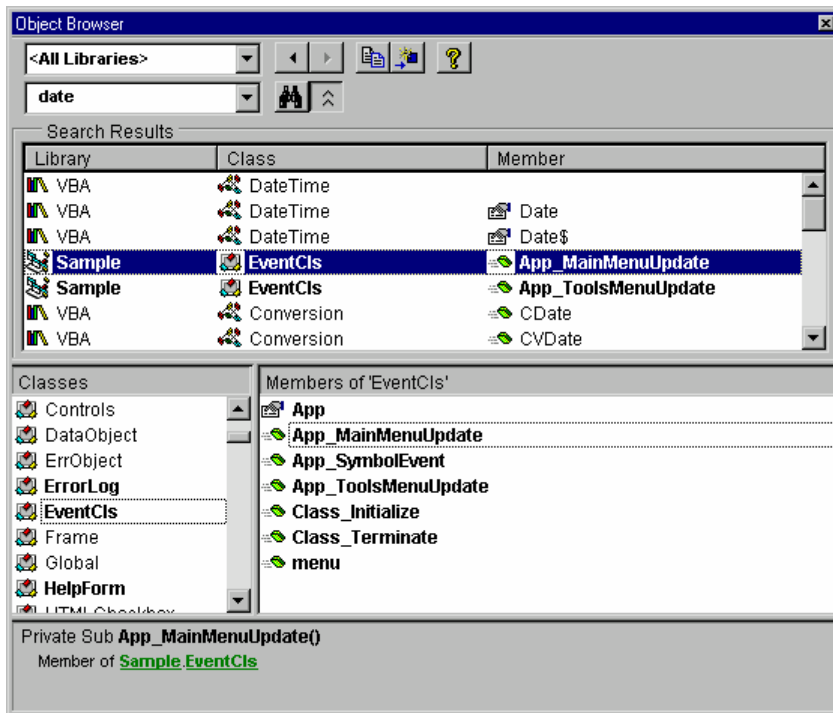 Object Browser
<All Libraries>
date
Search Results
Library Class Member
VBA DateTime
VBA DateTime Date
VBA DateTime Date$
Sample EventCls App_MainMenuUpdate
Sample EventCls App_ToolsMenuUpdate
VBA Conversion CDate
VBA Conversion CVDate
Classes
Controls
DataObject
ErrObject
ErrorLog
EventCls
Frame
Global
HelpForm
HTMLCheckbox
Members of 'EventCls'
App
App_MainMenuUpdate
App_SymbolEvent
App_ToolsMenuUpdate
Class_Initialize
Class_Terminate
menu
Private Sub App_MainMenuUpdate()
Member of Sample.EventCls